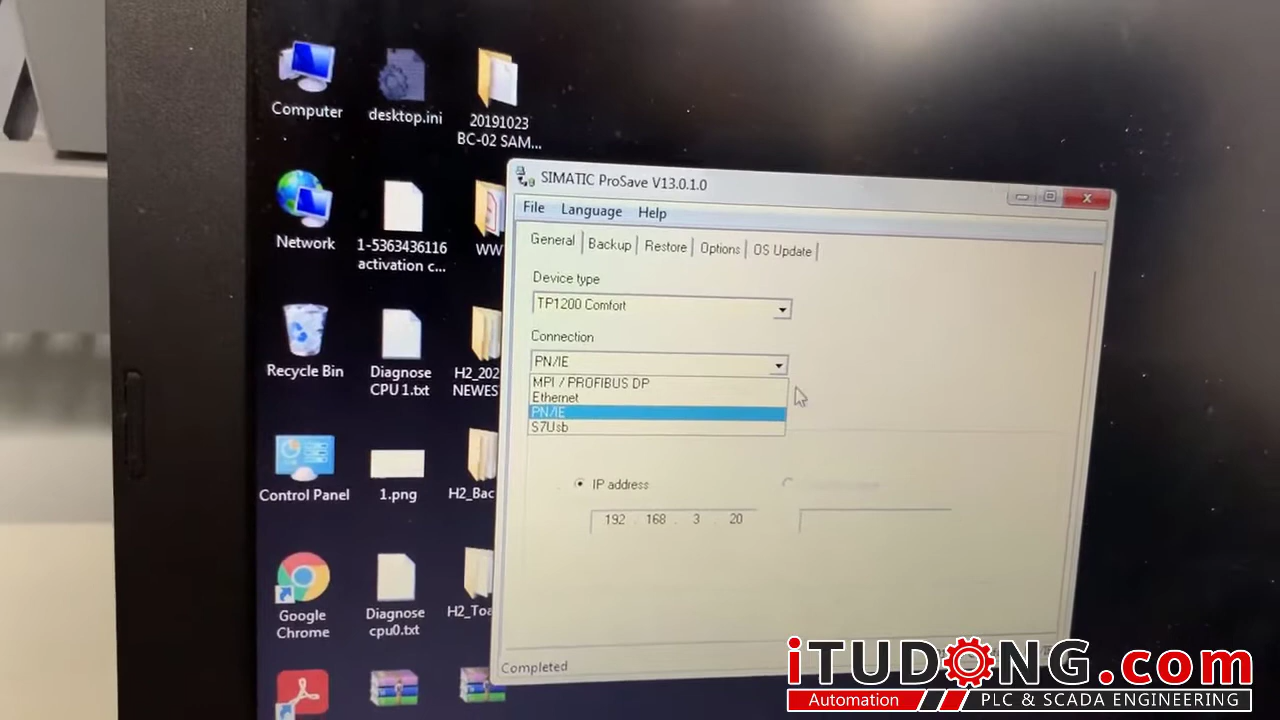 Computer
desktop.ini
20191023
BC-02 SAM...
Network
1-5363436116
activation c...
WW
Recycle Bin
Diagnose
CPU 1.txt
H2_202
NEWES
Control Panel
1.png
H2_Bac
Google
Chrome
Diagnose
cpu0.txt
H2_Toa
SIMATIC ProSave V13.0.1.0
File Language Help
General Backup Restore Options OS Update
Device type
TP1200 Comfort
Connection
PN/IE
MPI / PROFIBUS DP
Ethernet
PN/IE
S7Usb
IP address
192 . 168 . 3 . 20
Completed
iTUDONG.com
Automation PLC & SCADA ENGINEERING